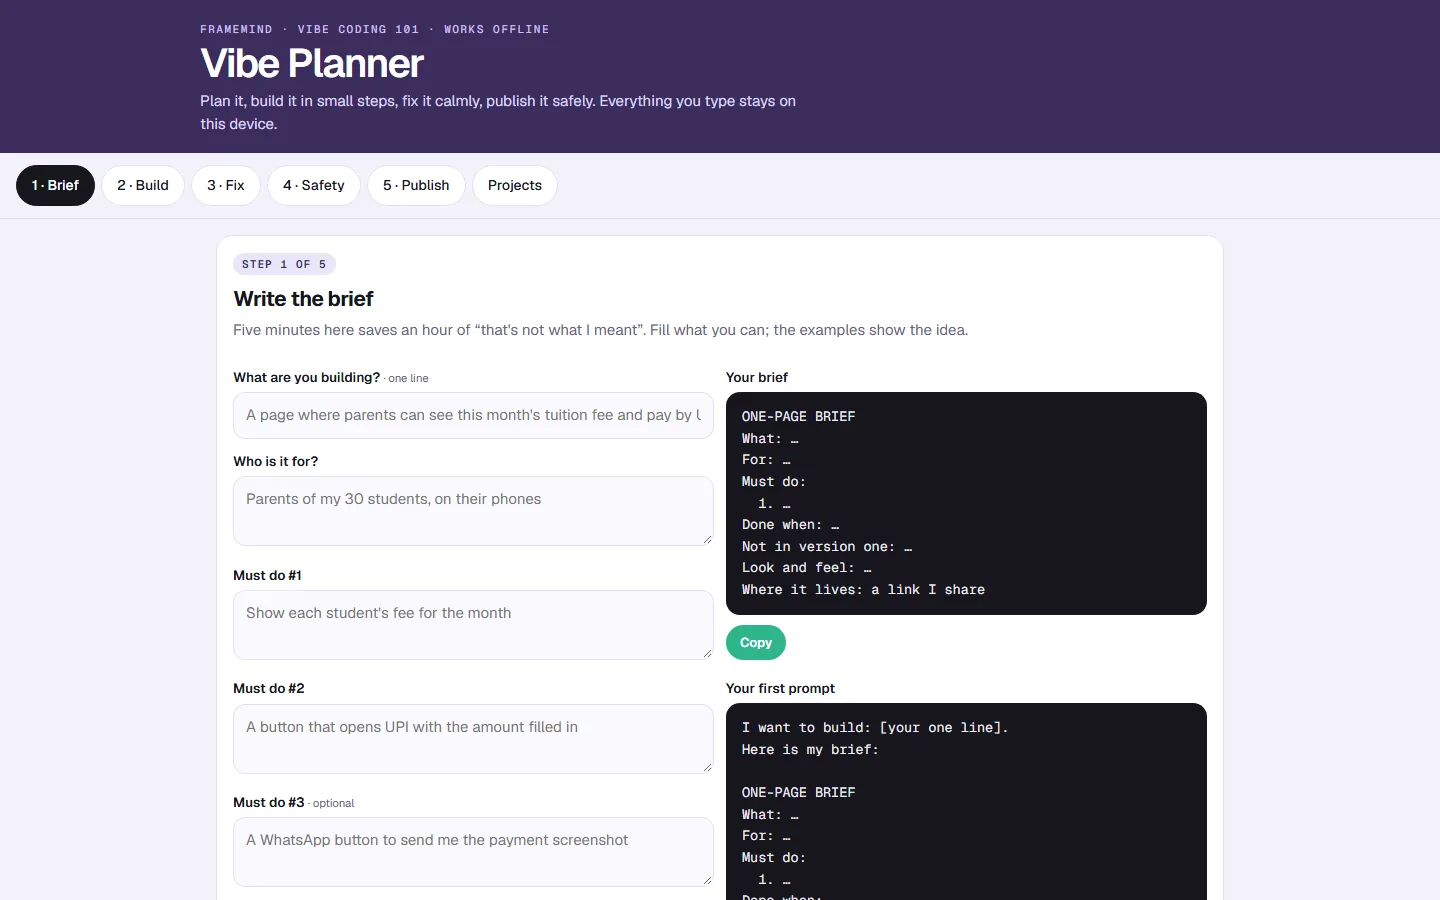 FRAMEMIND · VIBE CODING 101 · WORKS OFFLINE
Vibe Planner
Plan it, build it in small steps, fix it calmly, publish it safely. Everything you type stays on
this device.
1 · Brief
2 · Build
3 · Fix
4 · Safety
5 · Publish
Projects
STEP 1 OF 5
Write the brief
Five minutes here saves an hour of “that's not what I meant”. Fill what you can; the examples show the idea.
What are you building? · one line
A page where parents can see this month's tuition fee and pay by
Who is it for?
Parents of my 30 students, on their phones
Must do #1
Show each student's fee for the month
Must do #2
A button that opens UPI with the amount filled in
Must do #3 · optional
A WhatsApp button to send me the payment screenshot
Your brief
ONE-PAGE BRIEF
What: …
For: …
Must do:
1. …
Done when: …
Not in version one: …
Look and feel: …
Where it lives: a link I share
Copy
Your first prompt
I want to build: [your one line].
Here is my brief:
ONE-PAGE BRIEF
What: …
For: …
Must do:
1. …
Done when: